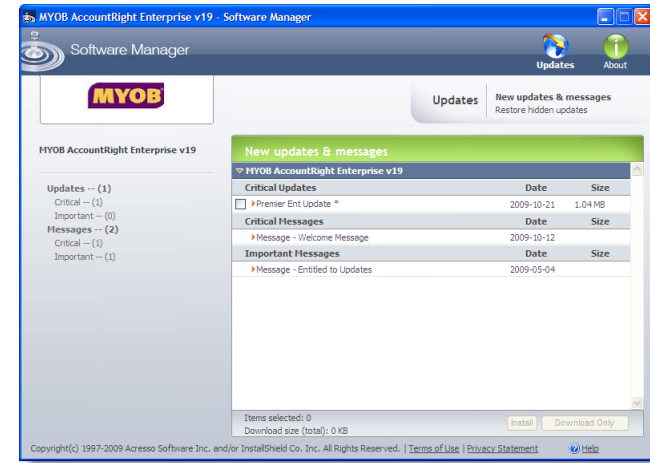 MYOB AccountRight Enterprise v19 - Software Manager
Software Manager
Updates
About
MYOB
Updates
New updates & messages
Restore hidden updates
MYOB AccountRight Enterprise v19
Updates -- (1)
Critical -- (1)
Important -- (0)
Messages -- (2)
Critical -- (1)
Important -- (1)
New updates & messages
MYOB AccountRight Enterprise v19
Critical Updates Date Size
Premier Ent Update * 2009-10-21 1.04 MB
Critical Messages Date Size
Message - Welcome Message 2009-10-12
Important Messages Date Size
Message - Entitled to Updates 2009-05-04
Items selected: 0
Download size (total): 0 KB
Install Download Only
Copyright(c) 1997-2009 Acresso Software Inc. and/or InstallShield Co. Inc. All Rights Reserved. | Terms of Use | Privacy Statement Help